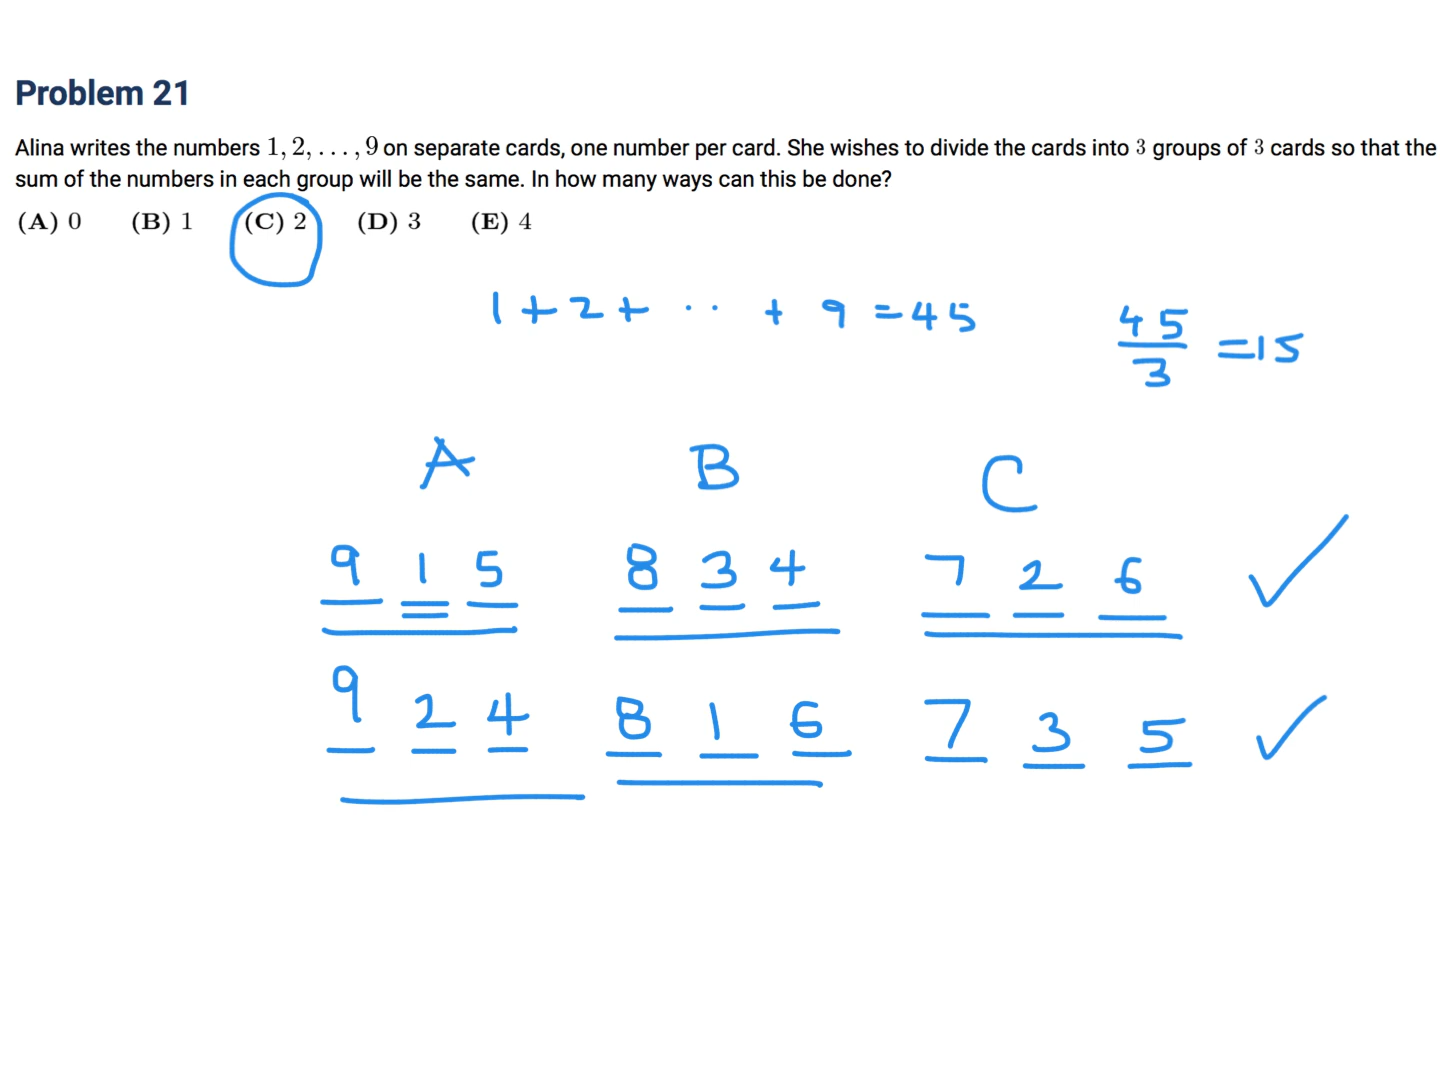 Problem 21
Alina writes the numbers 1, 2, . . . , 9 on separate cards, one number per card. She wishes to divide the cards into 3 groups of 3 cards so that the
sum of the numbers in each group will be the same. In how many ways can this be done?
(A) 0 (B) 1 (C) 2 (D) 3 (E) 4
1 + 2 + .. + 9 = 45
45/3 = 15
A B C
9 1 5 8 3 4 7 2 6 ✓
9 2 4 8 1 6 7 3 5 ✓